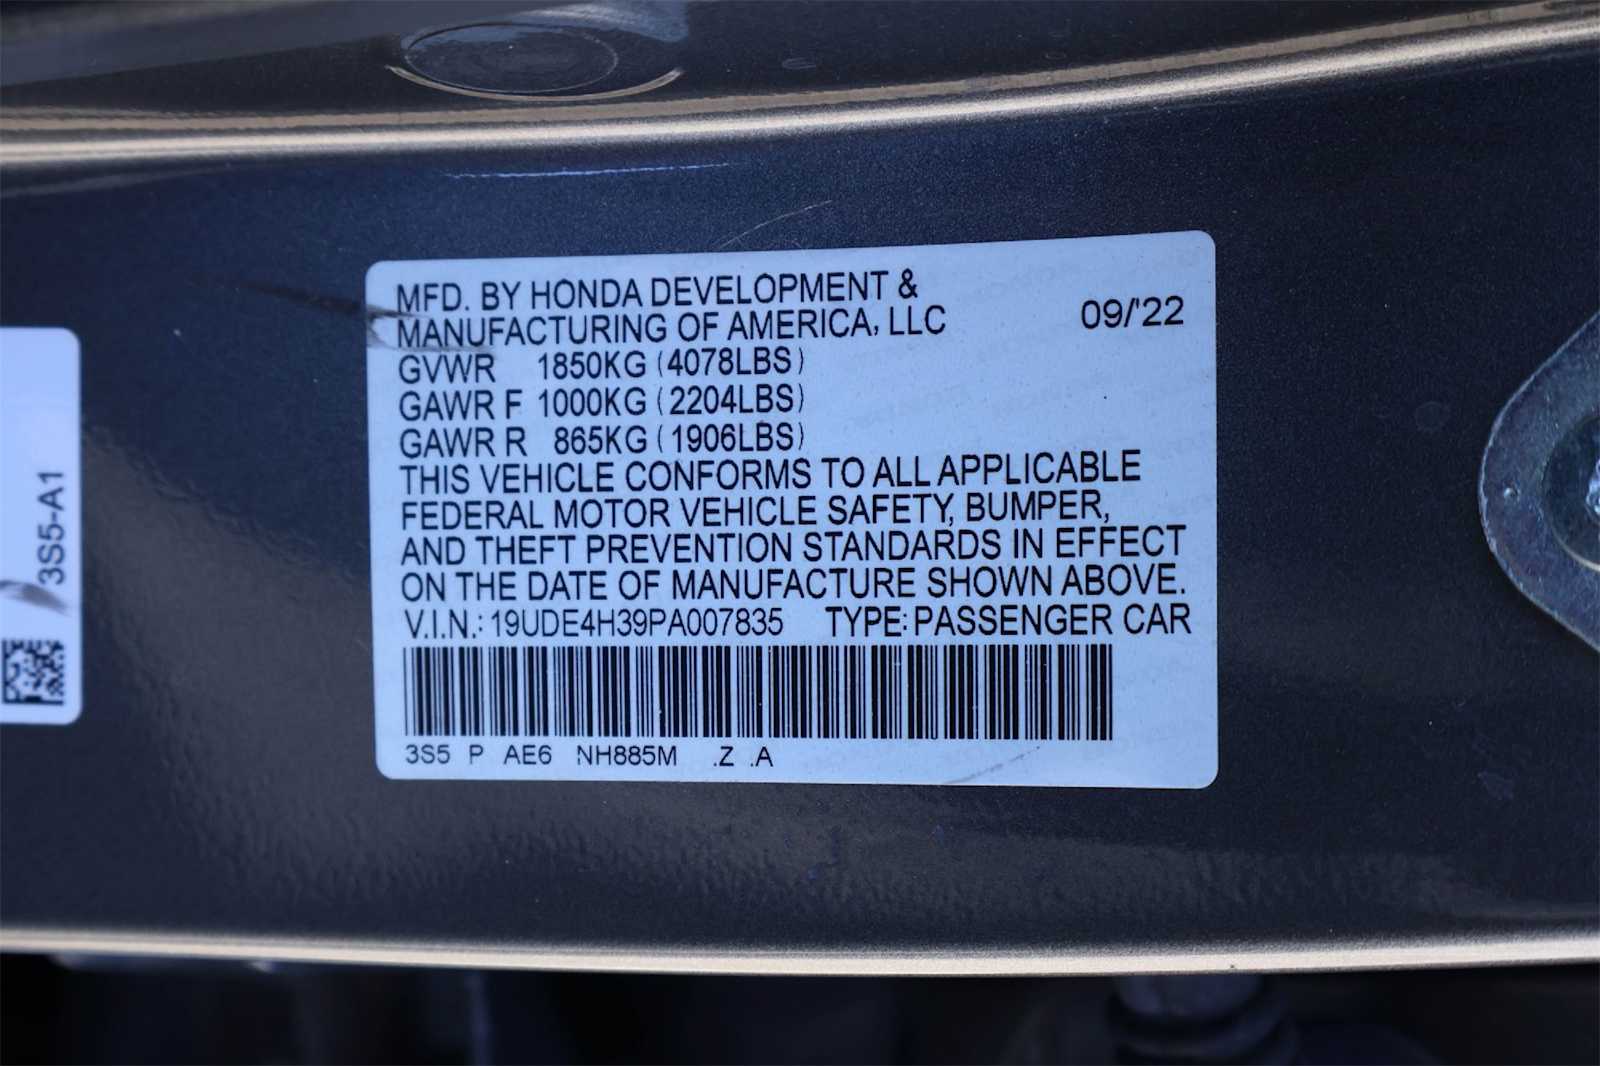 MFD. BY HONDA DEVELOPMENT &
MANUFACTURING OF AMERICA, LLC 09/'22
GVWR 1850KG (4078LBS)
GAWR F 1000KG (2204LBS)
GAWR R 865KG (1906LBS)
THIS VEHICLE CONFORMS TO ALL APPLICABLE
FEDERAL MOTOR VEHICLE SAFETY, BUMPER,
AND THEFT PREVENTION STANDARDS IN EFFECT
ON THE DATE OF MANUFACTURE SHOWN ABOVE.
V.I.N.: 19UDE4H39PA007835 TYPE: PASSENGER CAR
3S5 P AE6 NH885M .Z .A
3S5-A1